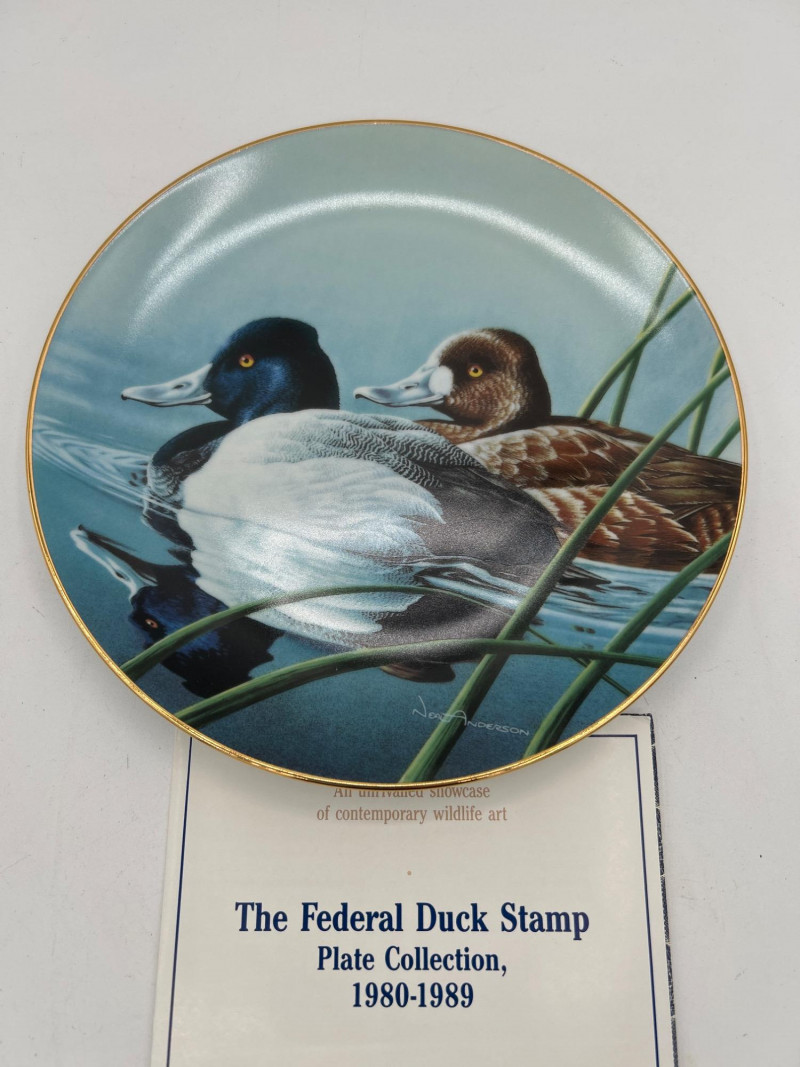 Neal Anderson
An unrivalled showcase
of contemporary wildlife art
The Federal Duck Stamp
Plate Collection,
1980-1989